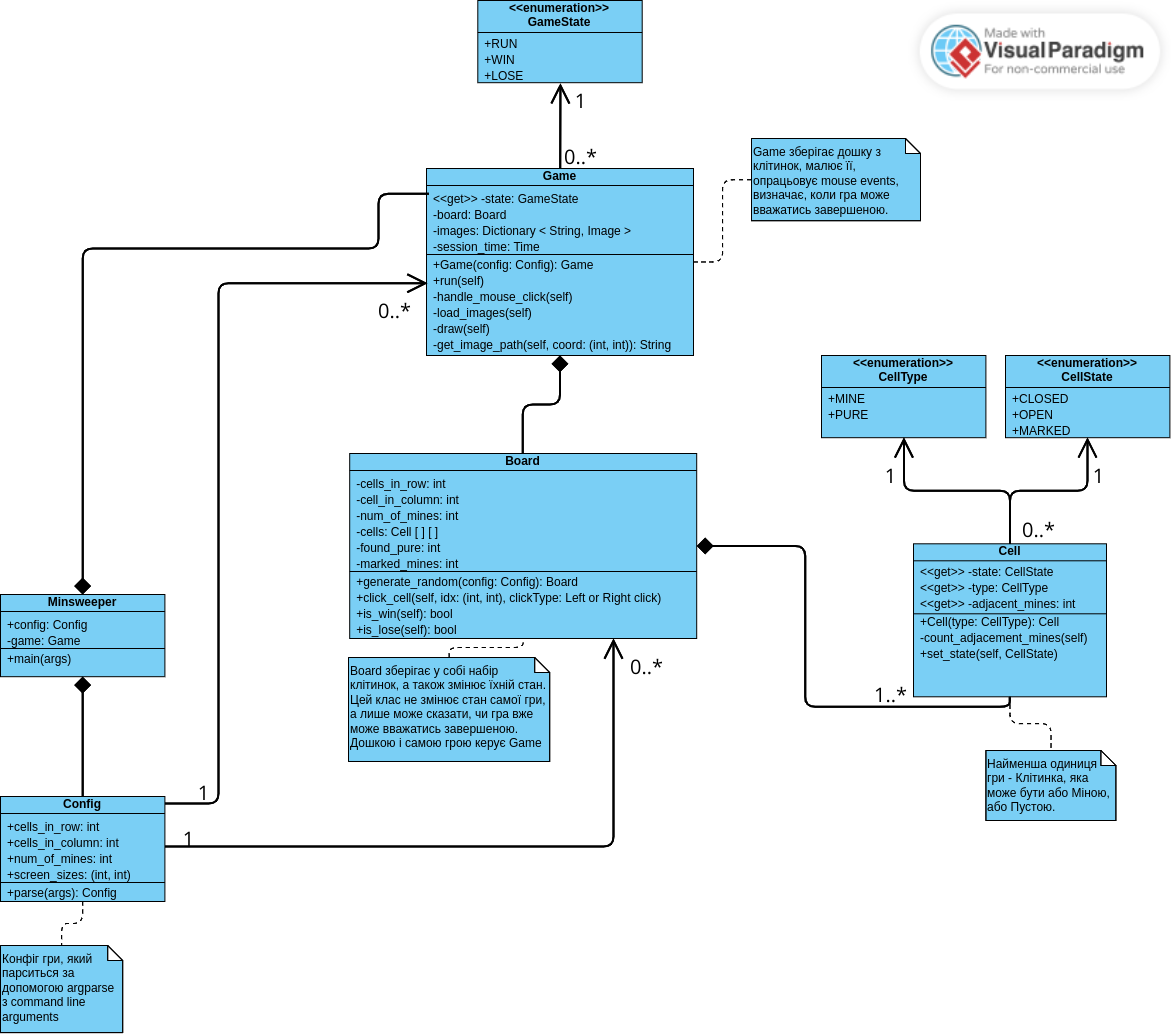 <<enumeration>>
GameState
+RUN
+WIN
+LOSE
Made with
Visual Paradigm
For non-commercial use
1
0..*
Game
<<get>> -state: GameState
-board: Board
-images: Dictionary < String, Image >
-session_time: Time
+Game(config: Config): Game
+run(self)
-handle_mouse_click(self)
-load_images(self)
-draw(self)
-get_image_path(self, coord: (int, int)): String
Game зберігає дошку з
клітинок, малює її,
опрацьовує mouse events,
визначає, коли гра може
вважатись завершеною.
0..*
<<enumeration>>
CellType
+MINE
+PURE
<<enumeration>>
CellState
+CLOSED
+OPEN
+MARKED
1
1
0..*
Board
-cells_in_row: int
-cell_in_column: int
-num_of_mines: int
-cells: Cell [ ] [ ]
-found_pure: int
-marked_mines: int
+generate_random(config: Config): Board
+click_cell(self, idx: (int, int), clickType: Left or Right click)
+is_win(self): bool
+is_lose(self): bool
Cell
<<get>> -state: CellState
<<get>> -type: CellType
<<get>> -adjacent_mines: int
+Cell(type: CellType): Cell
-count_adjacement_mines(self)
+set_state(self, CellState)
1..*
Minsweeper
+config: Config
-game: Game
+main(args)
0..*
Board зберігає у собі набір
клітинок, а також змінює їхній стан.
Цей клас не змінює стан самої гри,
а лише може сказати, чи гра вже
може вважатись завершеною.
Дошкою і самою грою керує Game
Найменша одиниця
гри - Клітинка, яка
може бути або Міною,
або Пустою.
1
1
Config
+cells_in_row: int
+cells_in_column: int
+num_of_mines: int
+screen_sizes: (int, int)
+parse(args): Config
Конфіг гри, який
парситься за
допомогою argparse
з command line
arguments